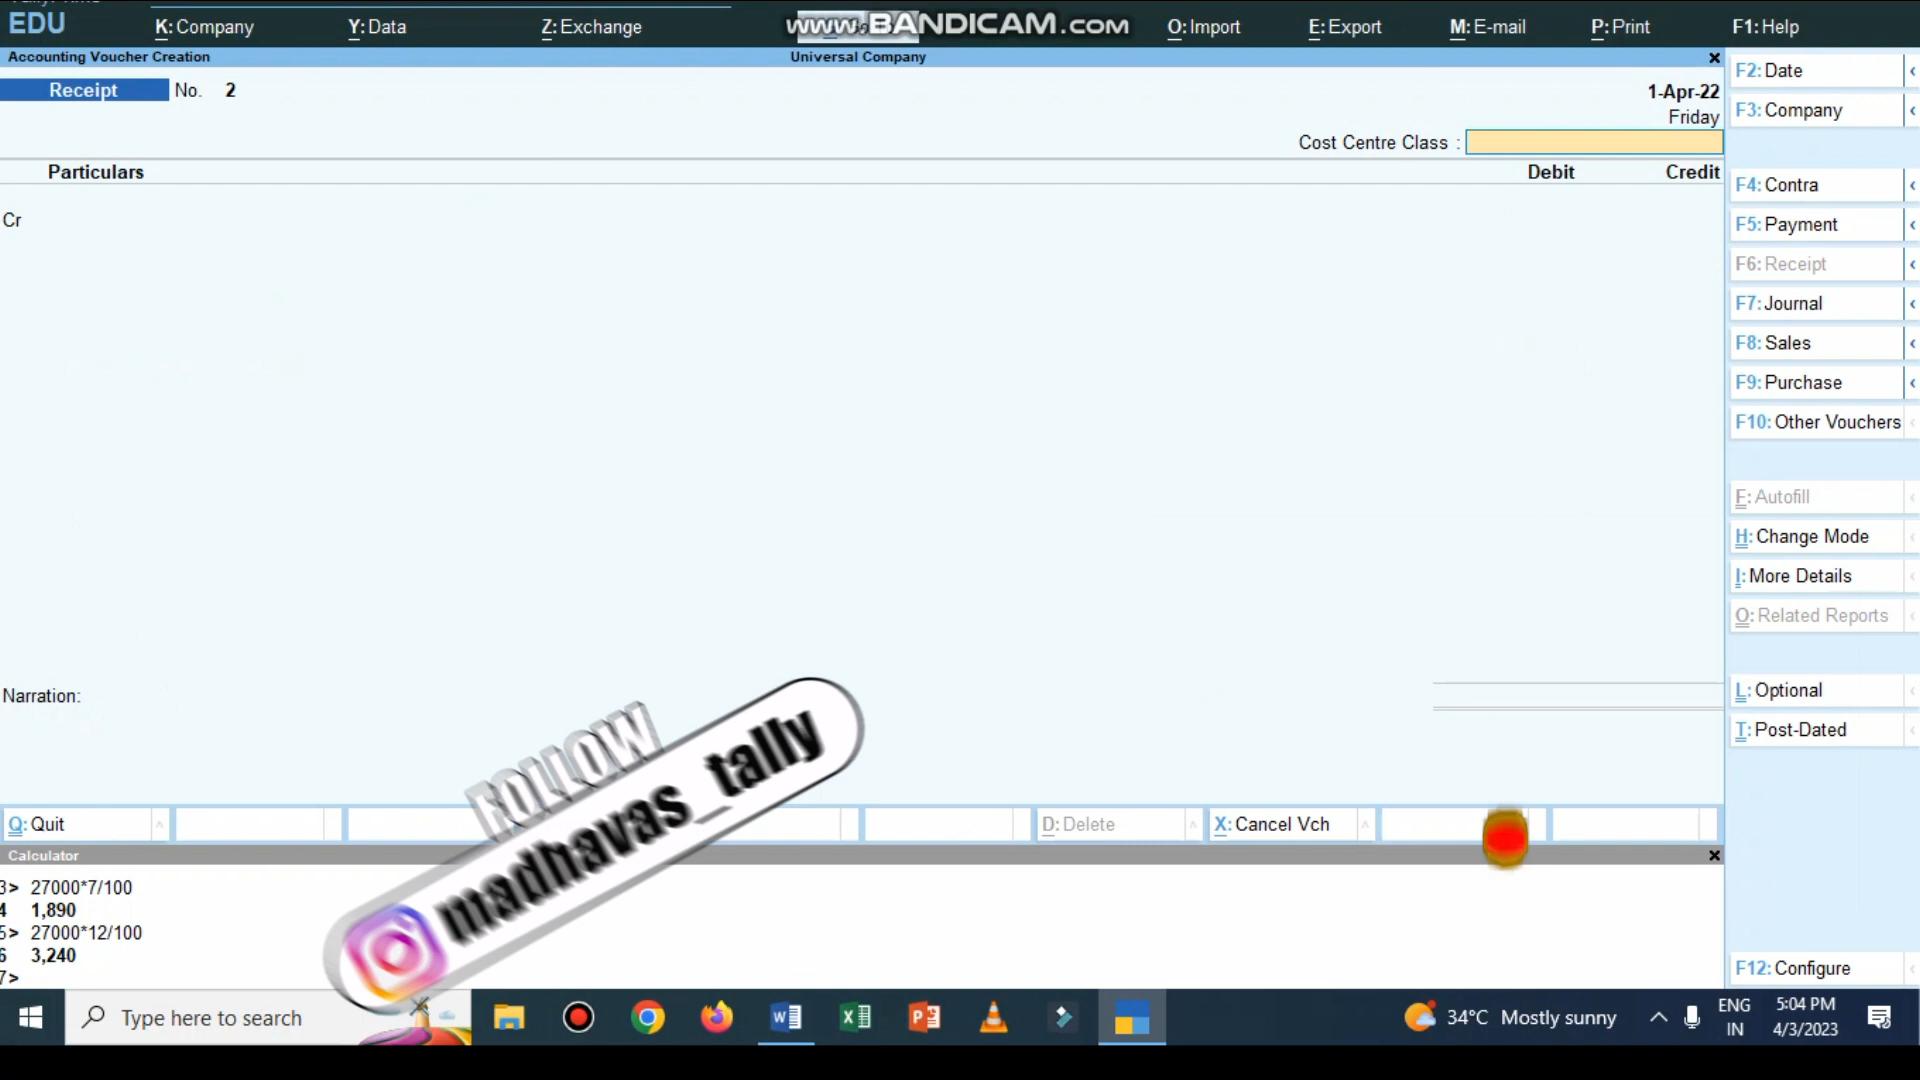 EDU
K: Company
Y: Data
Z: Exchange
www.BANDICAM.com
O: Import
E: Export
M: E-mail
P: Print
F1: Help
Accounting Voucher Creation
Universal Company
Receipt No. 2
1-Apr-22
Friday
Cost Centre Class :
Particulars Debit Credit
Cr
Narration:
F2: Date
F3: Company
F4: Contra
F5: Payment
F6: Receipt
F7: Journal
F8: Sales
F9: Purchase
F10: Other Vouchers
F: Autofill
H: Change Mode
I: More Details
O: Related Reports
L: Optional
T: Post-Dated
F12: Configure
FOLLOW
madhavas_tally
Q: Quit
D: Delete
X: Cancel Vch
Calculator
3> 27000*7/100
4 1,890
5> 27000*12/100
6 3,240
7>
Type here to search
34°C Mostly sunny
ENG
IN
5:04 PM
4/3/2023